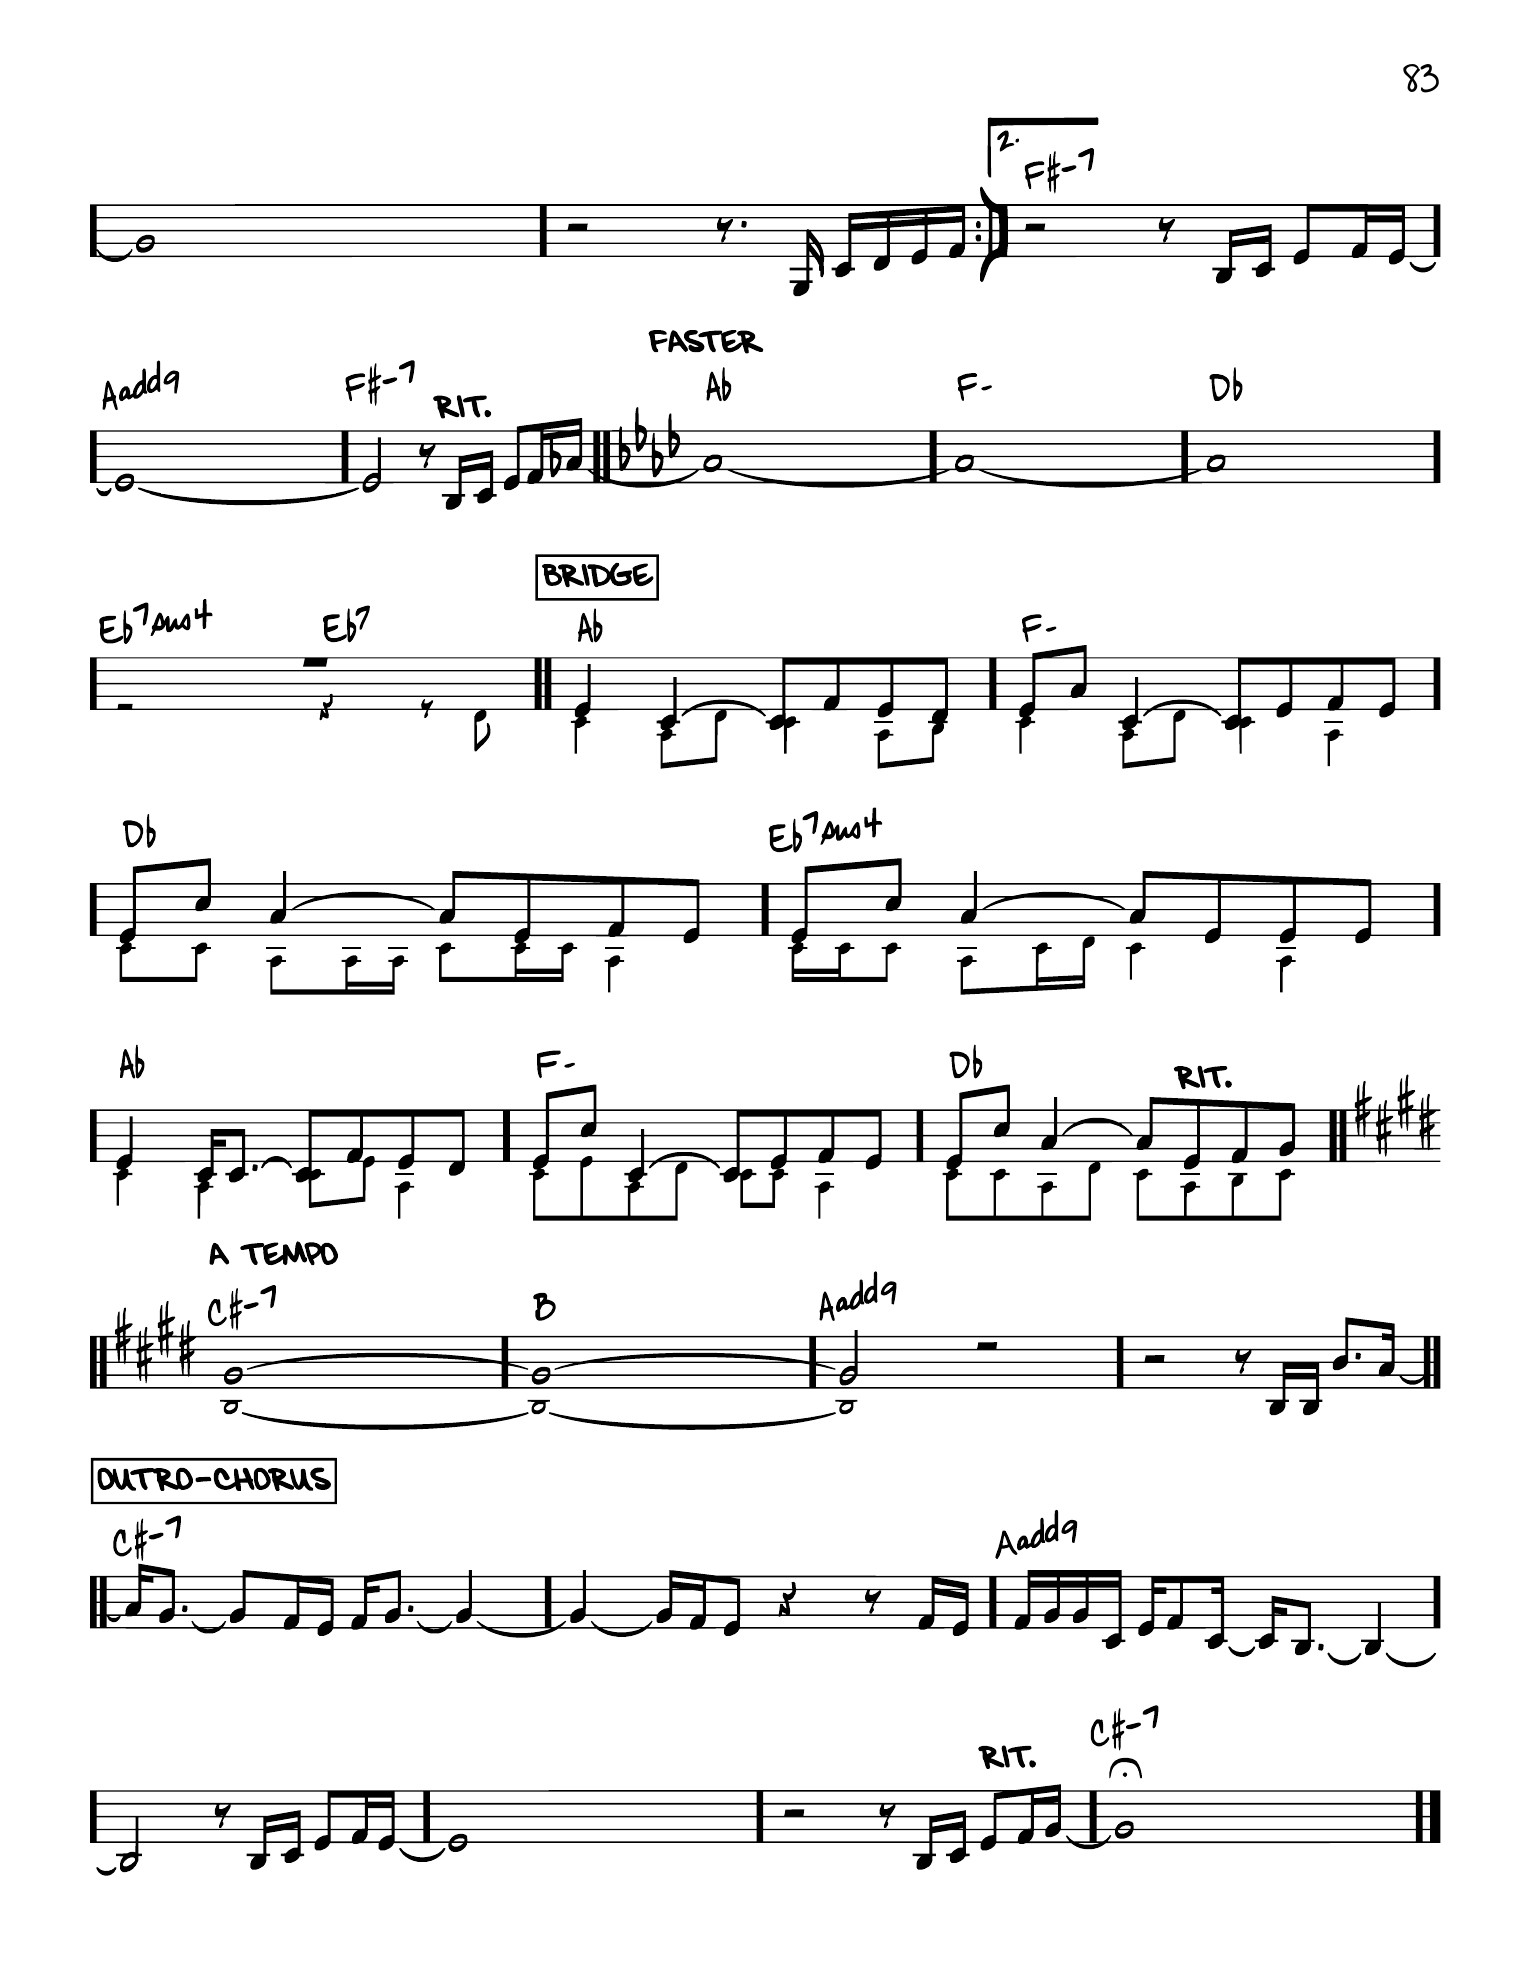 83
2.
F#-7
FASTER
Aadd9 F#-7 RIT. Ab F- Db
BRIDGE
Eb7sus4 Eb7 Ab F-
Db Eb7sus4
Ab F- Db RIT.
A TEMPO
C#-7 B Aadd9
OUTRO-CHORUS
C#-7 Aadd9
RIT. C#-7